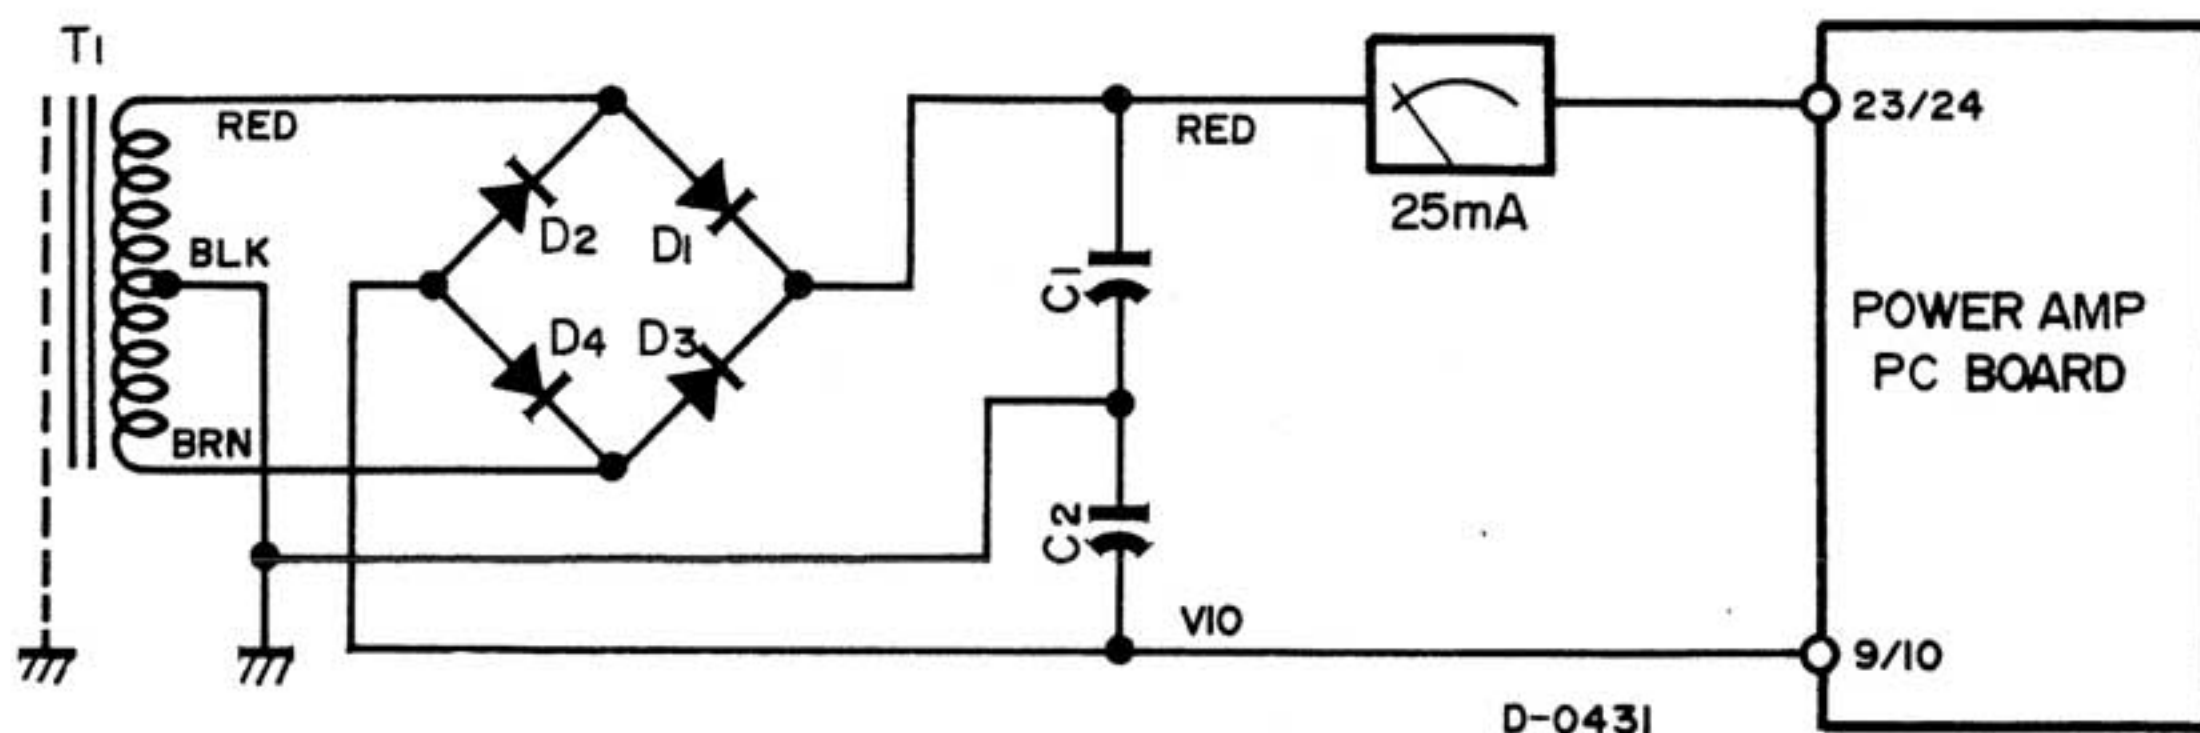 T1
RED
BLK
BRN
D2
D1
D4
D3
C1
C2
RED
25mA
VIO
23/24
POWER AMP
PC BOARD
9/10
D-0431